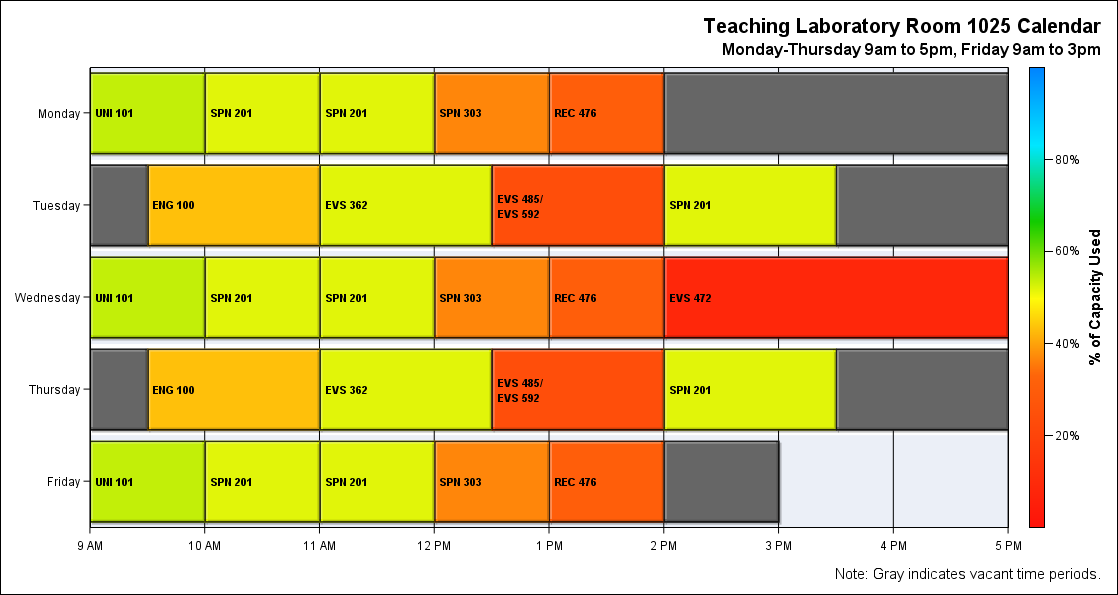 Teaching Laboratory Room 1025 Calendar
Monday-Thursday 9am to 5pm, Friday 9am to 3pm
Monday
UNI 101
SPN 201
SPN 201
SPN 303
REC 476
Tuesday
ENG 100
EVS 362
EVS 485/
EVS 592
SPN 201
Wednesday
UNI 101
SPN 201
SPN 201
SPN 303
REC 476
EVS 472
Thursday
ENG 100
EVS 362
EVS 485/
EVS 592
SPN 201
Friday
UNI 101
SPN 201
SPN 201
SPN 303
REC 476
9 AM
10 AM
11 AM
12 PM
1 PM
2 PM
3 PM
4 PM
5 PM
80%
60%
40%
20%
% of Capacity Used
Note: Gray indicates vacant time periods.